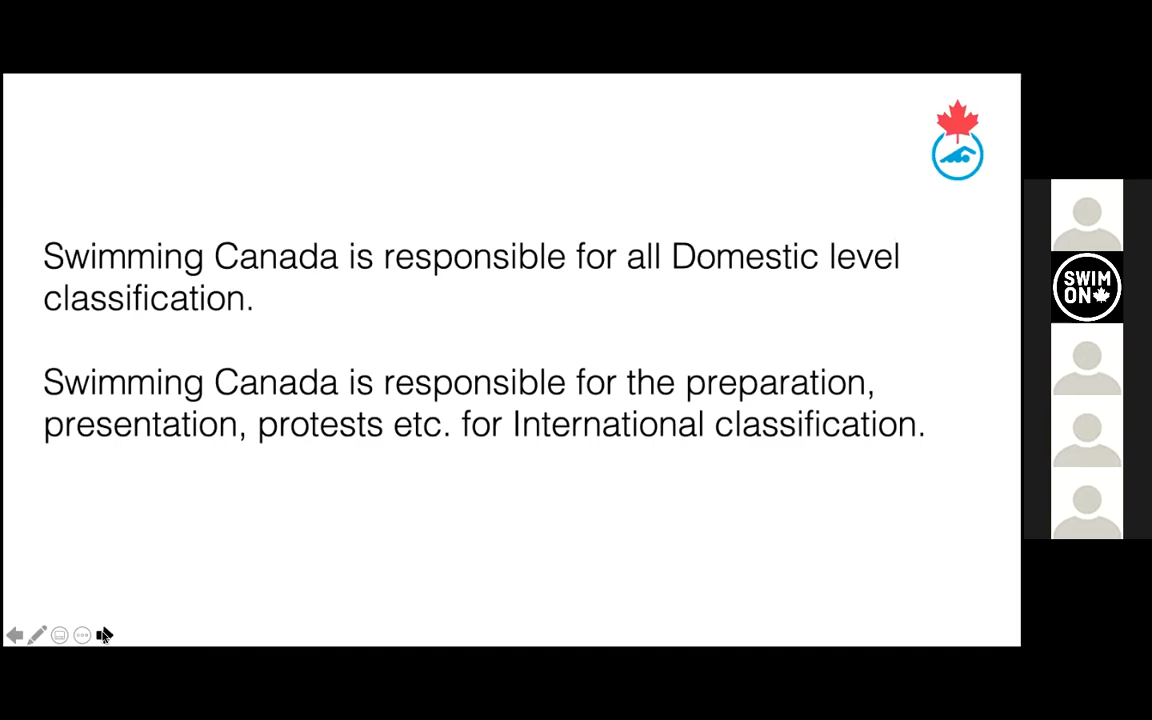 Swimming Canada is responsible for all Domestic level
classification.
Swimming Canada is responsible for the preparation,
presentation, protests etc. for International classification.
SWIM
ON